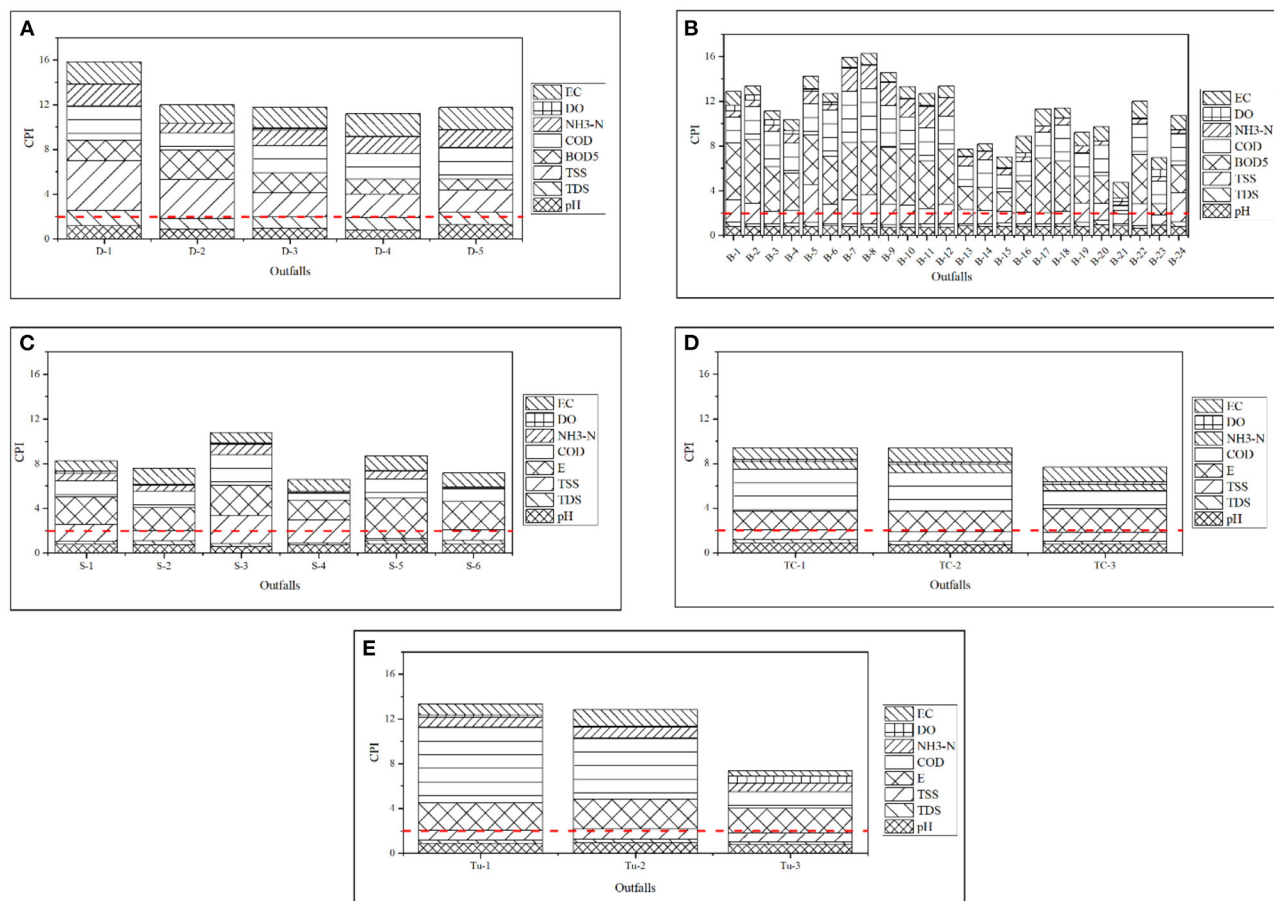 A
CPI
16
12
8
4
0
D-1 D-2 D-3 D-4 D-5
Outfalls
EC
DO
NH3-N
COD
BOD5
TSS
TDS
pH
B
CPI
16
12
8
4
0
B-1 B-2 B-3 B-4 B-5 B-6 B-7 B-8 B-9 B-10 B-11 B-12 B-13 B-14 B-15 B-16 B-17 B-18 B-19 B-20 B-21 B-22 B-23 B-24
Outfalls
EC
DO
NH3-N
COD
BOD5
TSS
TDS
pH
C
CPI
16
12
8
4
0
S-1 S-2 S-3 S-4 S-5 S-6
Outfalls
EC
DO
NH3-N
COD
E
TSS
TDS
pH
D
CPI
16
12
8
4
0
TC-1 TC-2 TC-3
Outfalls
EC
DO
NH3-N
COD
E
TSS
TDS
pH
E
CPI
16
12
8
4
0
Tu-1 Tu-2 Tu-3
Outfalls
EC
DO
NH3-N
COD
E
TSS
TDS
pH